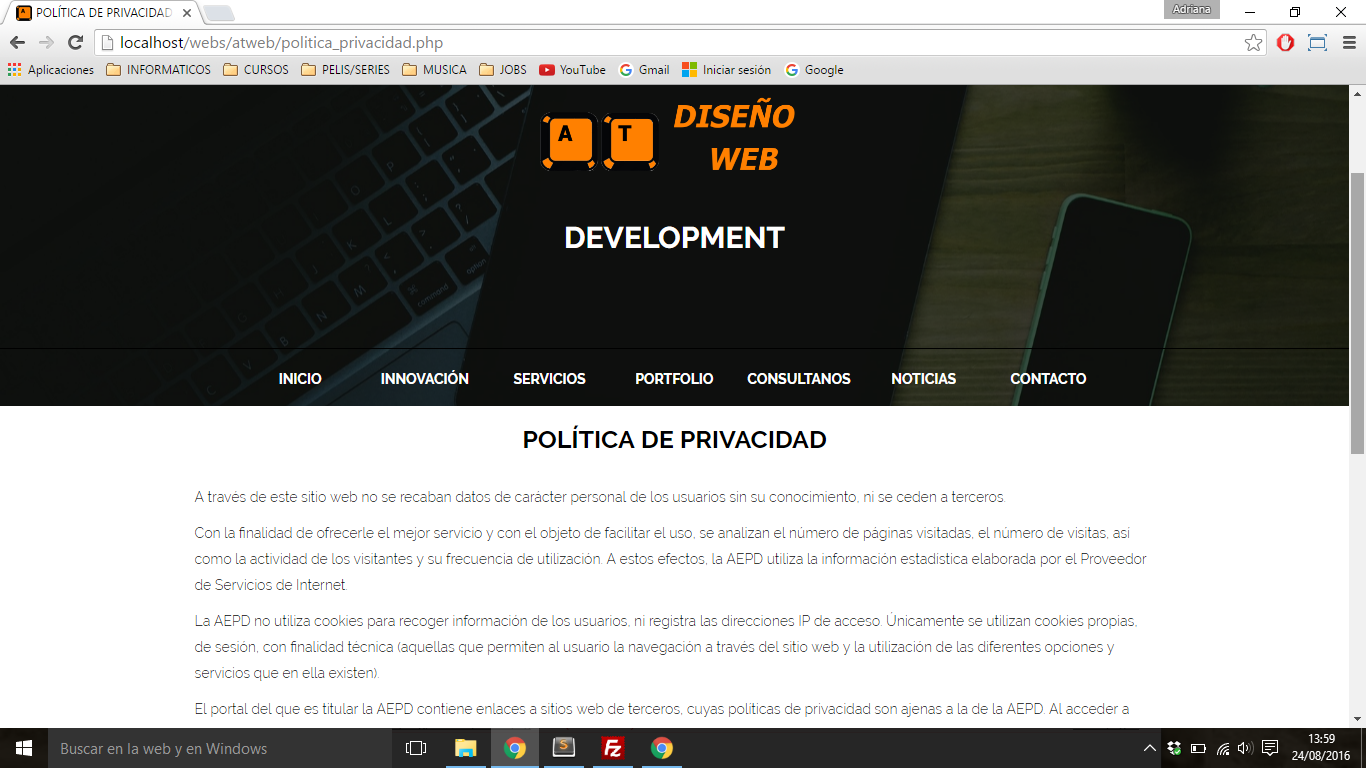 POLÍTICA DE PRIVACIDAD
Adriana
localhost/webs/atweb/politica_privacidad.php
Aplicaciones INFORMATICOS CURSOS PELIS/SERIES MUSICA JOBS YouTube Gmail Iniciar sesión Google
A T DISEÑO
WEB
DEVELOPMENT
INICIO INNOVACIÓN SERVICIOS PORTFOLIO CONSULTANOS NOTICIAS CONTACTO
POLÍTICA DE PRIVACIDAD
A través de este sitio web no se recaban datos de carácter personal de los usuarios sin su conocimiento, ni se ceden a terceros.
Con la finalidad de ofrecerle el mejor servicio y con el objeto de facilitar el uso, se analizan el número de páginas visitadas, el número de visitas, así
como la actividad de los visitantes y su frecuencia de utilización. A estos efectos, la AEPD utiliza la información estadística elaborada por el Proveedor
de Servicios de Internet.
La AEPD no utiliza cookies para recoger información de los usuarios, ni registra las direcciones IP de acceso. Únicamente se utilizan cookies propias,
de sesión, con finalidad técnica (aquellas que permiten al usuario la navegación a través del sitio web y la utilización de las diferentes opciones y
servicios que en ella existen).
El portal del que es titular la AEPD contiene enlaces a sitios web de terceros, cuyas políticas de privacidad son ajenas a la de la AEPD. Al acceder a
Buscar en la web y en Windows
13:59
24/08/2016